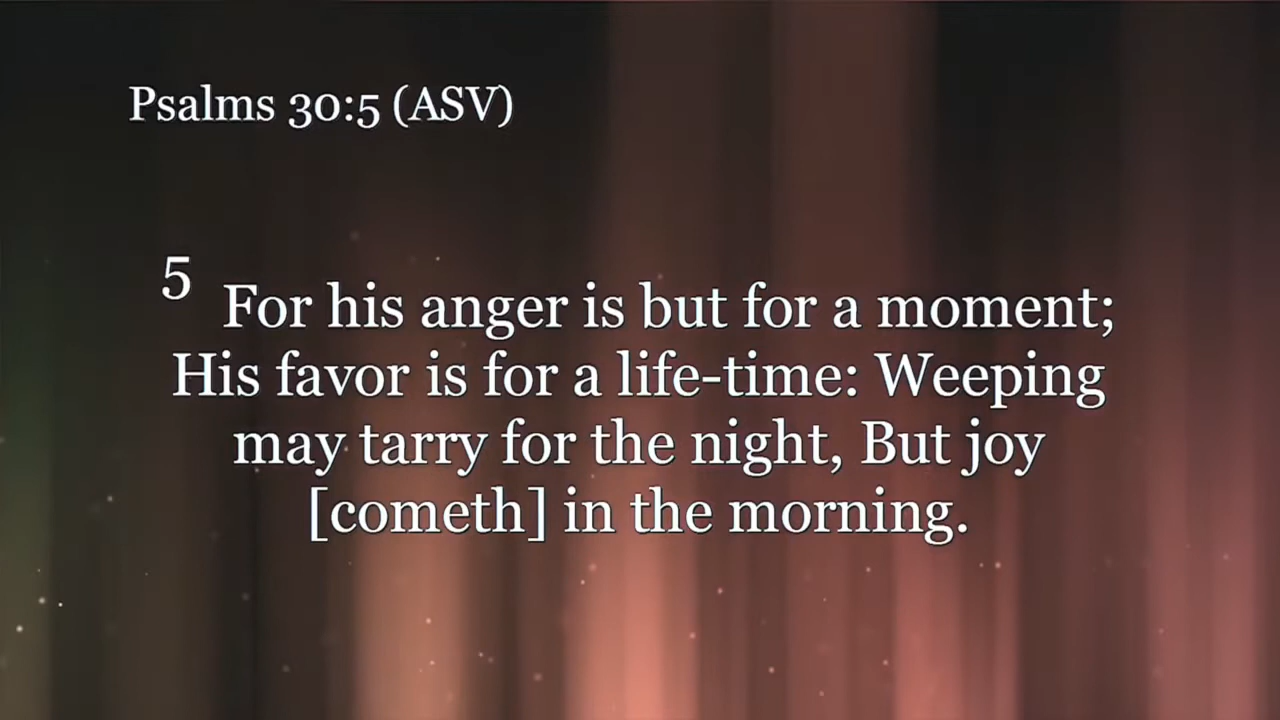 Psalms 30:5 (ASV)
5 For his anger is but for a moment;
His favor is for a life-time: Weeping
may tarry for the night, But joy
[cometh] in the morning.